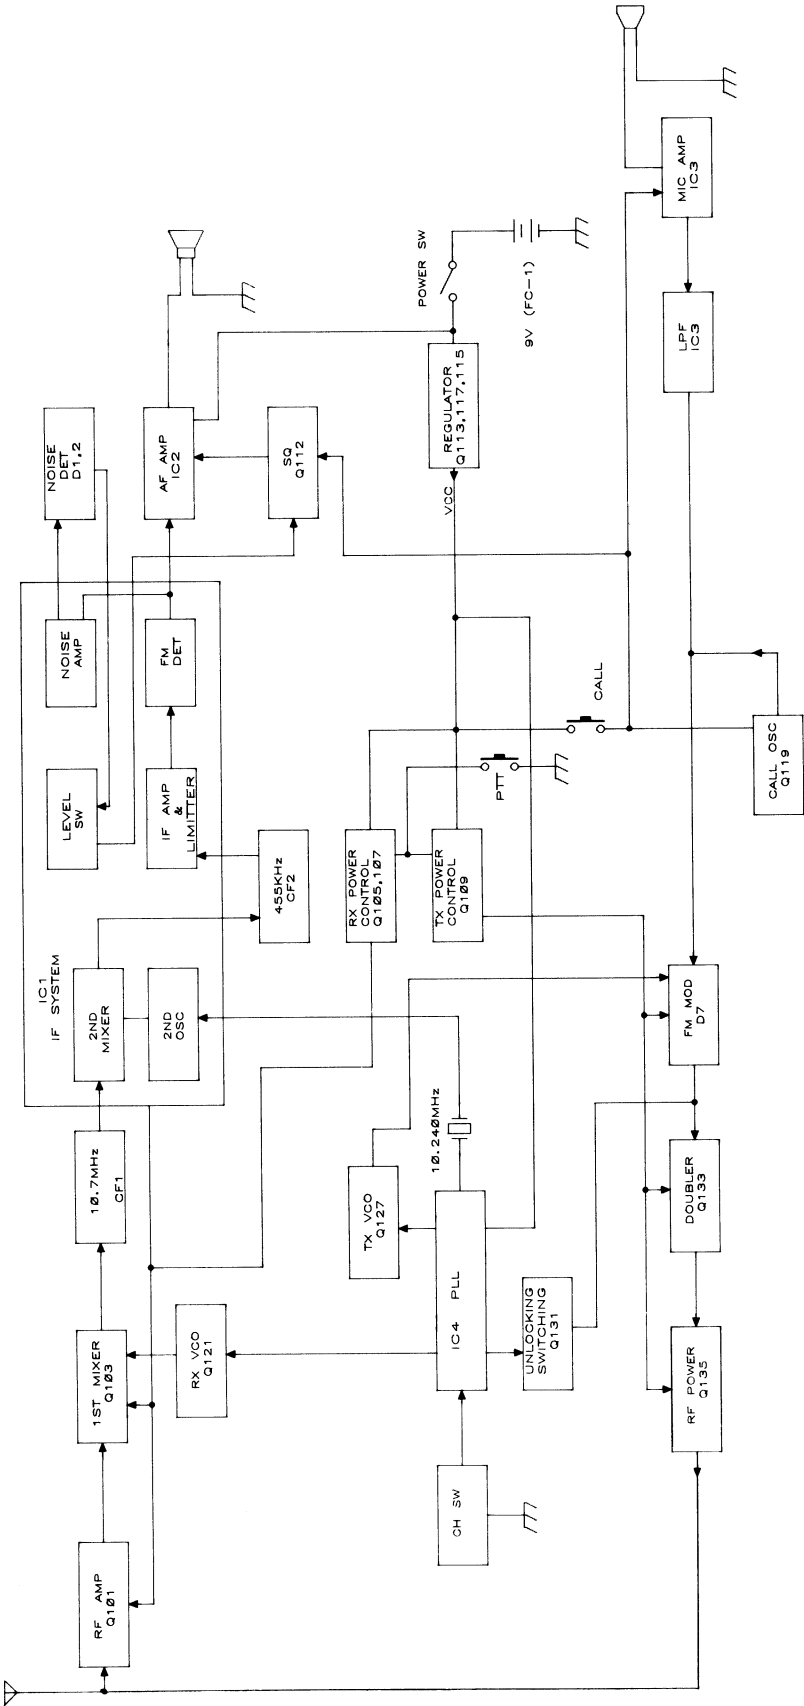 RF AMP
Q101
1ST MIXER
Q103
10.7MHz
CF1
IC1
IF SYSTEM
2ND
MIXER
2ND
OSC
LEVEL
SW
NOISE
AMP
NOISE
DET
D1,2
IF AMP
&
LIMITTER
FM
DET
AF AMP
IC2
455KHz
CF2
SQ
Q112
RX VCO
Q121
TX VCO
Q127
RX POWER
CONTROL
Q105,107
TX POWER
CONTROL
Q109
10.240MHz
CH SW
IC4 PLL
UNLOCKING
SWITCHING
Q131
PTT
VCC
REGULATOR
Q113,117,115
POWER SW
9V (FC-1)
CALL
RF POWER
Q135
DOUBLER
Q133
FM MOD
D7
CALL OSC
Q119
LPF
IC3
MIC AMP
IC3